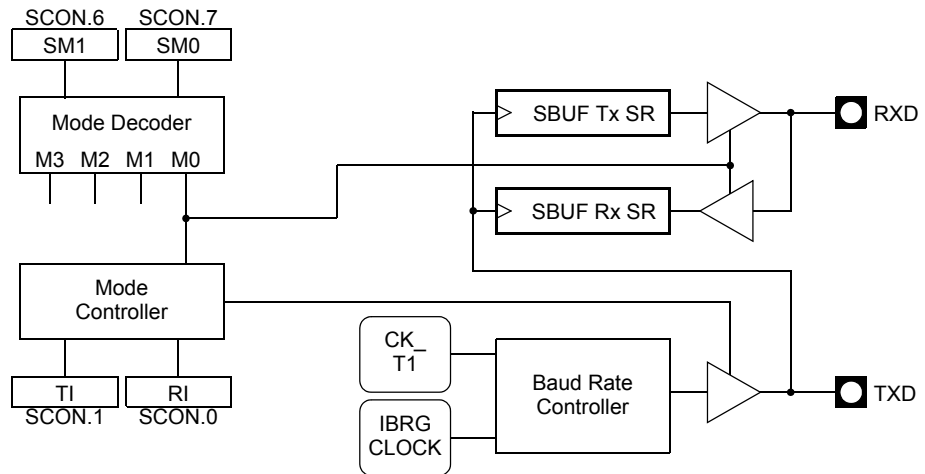 SCON.6 SCON.7
SM1 SM0
Mode Decoder
M3 M2 M1 M0
SBUF Tx SR
RXD
SBUF Rx SR
Mode
Controller
TI RI
SCON.1 SCON.0
CK_
T1
IBRG
CLOCK
Baud Rate
Controller
TXD